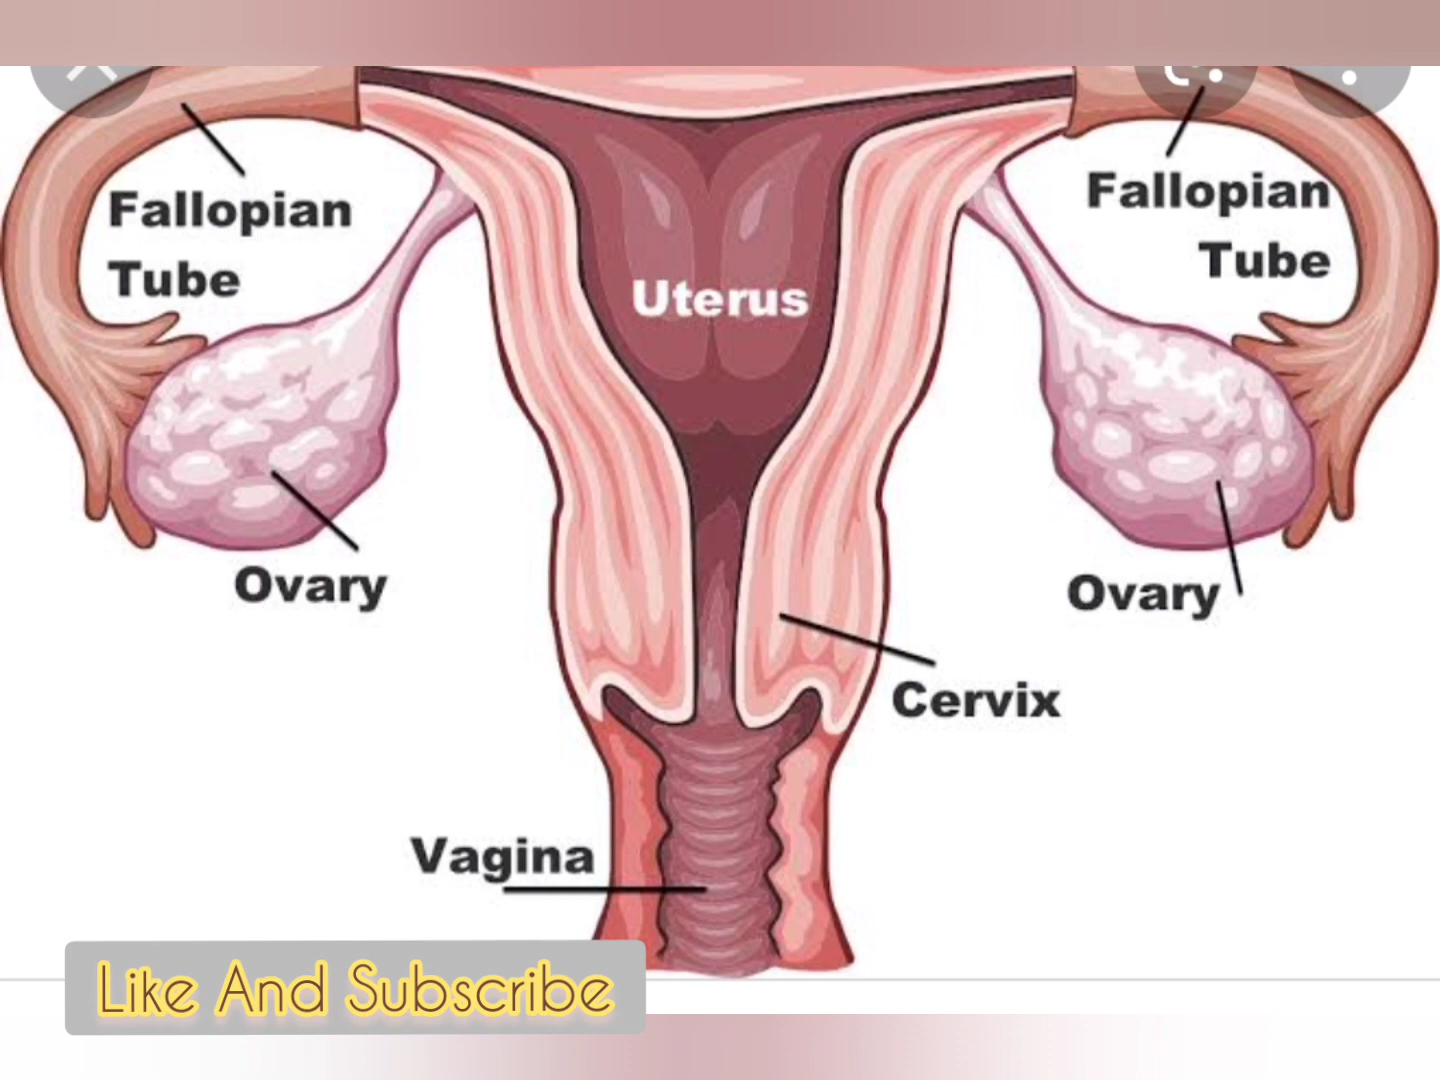 Fallopian
Tube
Fallopian
Tube
Uterus
Ovary
Ovary
Cervix
Vagina
Like And Subscribe